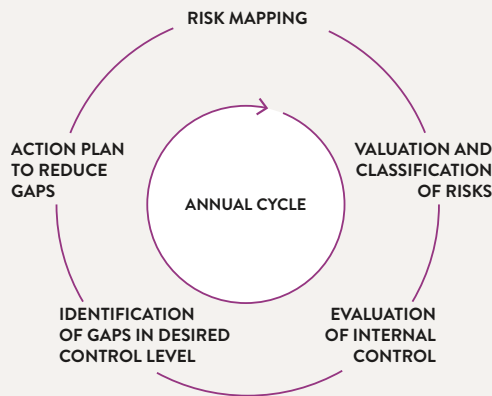 RISK MAPPING
VALUATION AND
CLASSIFICATION
OF RISKS
EVALUATION
OF INTERNAL
CONTROL
IDENTIFICATION
OF GAPS IN DESIRED
CONTROL LEVEL
ACTION PLAN
TO REDUCE
GAPS
ANNUAL CYCLE